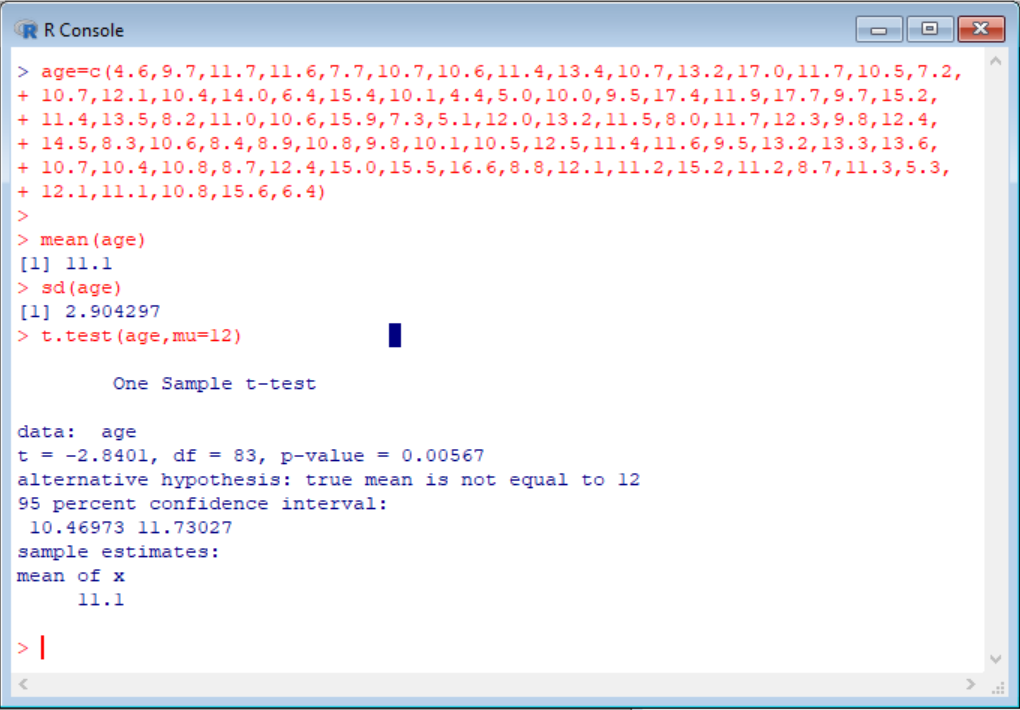 R Console
> age=c(4.6,9.7,11.7,11.6,7.7,10.7,10.6,11.4,13.4,10.7,13.2,17.0,11.7,10.5,7.2,
+ 10.7,12.1,10.4,14.0,6.4,15.4,10.1,4.4,5.0,10.0,9.5,17.4,11.9,17.7,9.7,15.2,
+ 11.4,13.5,8.2,11.0,10.6,15.9,7.3,5.1,12.0,13.2,11.5,8.0,11.7,12.3,9.8,12.4,
+ 14.5,8.3,10.6,8.4,8.9,10.8,9.8,10.1,10.5,12.5,11.4,11.6,9.5,13.2,13.3,13.6,
+ 10.7,10.4,10.8,8.7,12.4,15.0,15.5,16.6,8.8,12.1,11.2,15.2,11.2,8.7,11.3,5.3,
+ 12.1,11.1,10.8,15.6,6.4)
>
> mean(age)
[1] 11.1
> sd(age)
[1] 2.904297
> t.test(age,mu=12)
One Sample t-test
data:  age
t = -2.8401, df = 83, p-value = 0.00567
alternative hypothesis: true mean is not equal to 12
95 percent confidence interval:
10.46973 11.73027
sample estimates:
mean of x
11.1
>